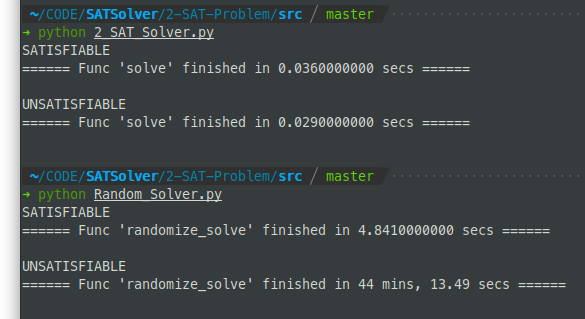 ~/CODE/SATSolver/2-SAT-Problem/src / master
➜ python 2_SAT_Solver.py
SATISFIABLE
====== Func 'solve' finished in 0.0360000000 secs ======
UNSATISFIABLE
====== Func 'solve' finished in 0.0290000000 secs ======
~/CODE/SATSolver/2-SAT-Problem/src / master
➜ python Random_Solver.py
SATISFIABLE
====== Func 'randomize_solve' finished in 4.8410000000 secs ======
UNSATISFIABLE
====== Func 'randomize_solve' finished in 44 mins, 13.49 secs ======